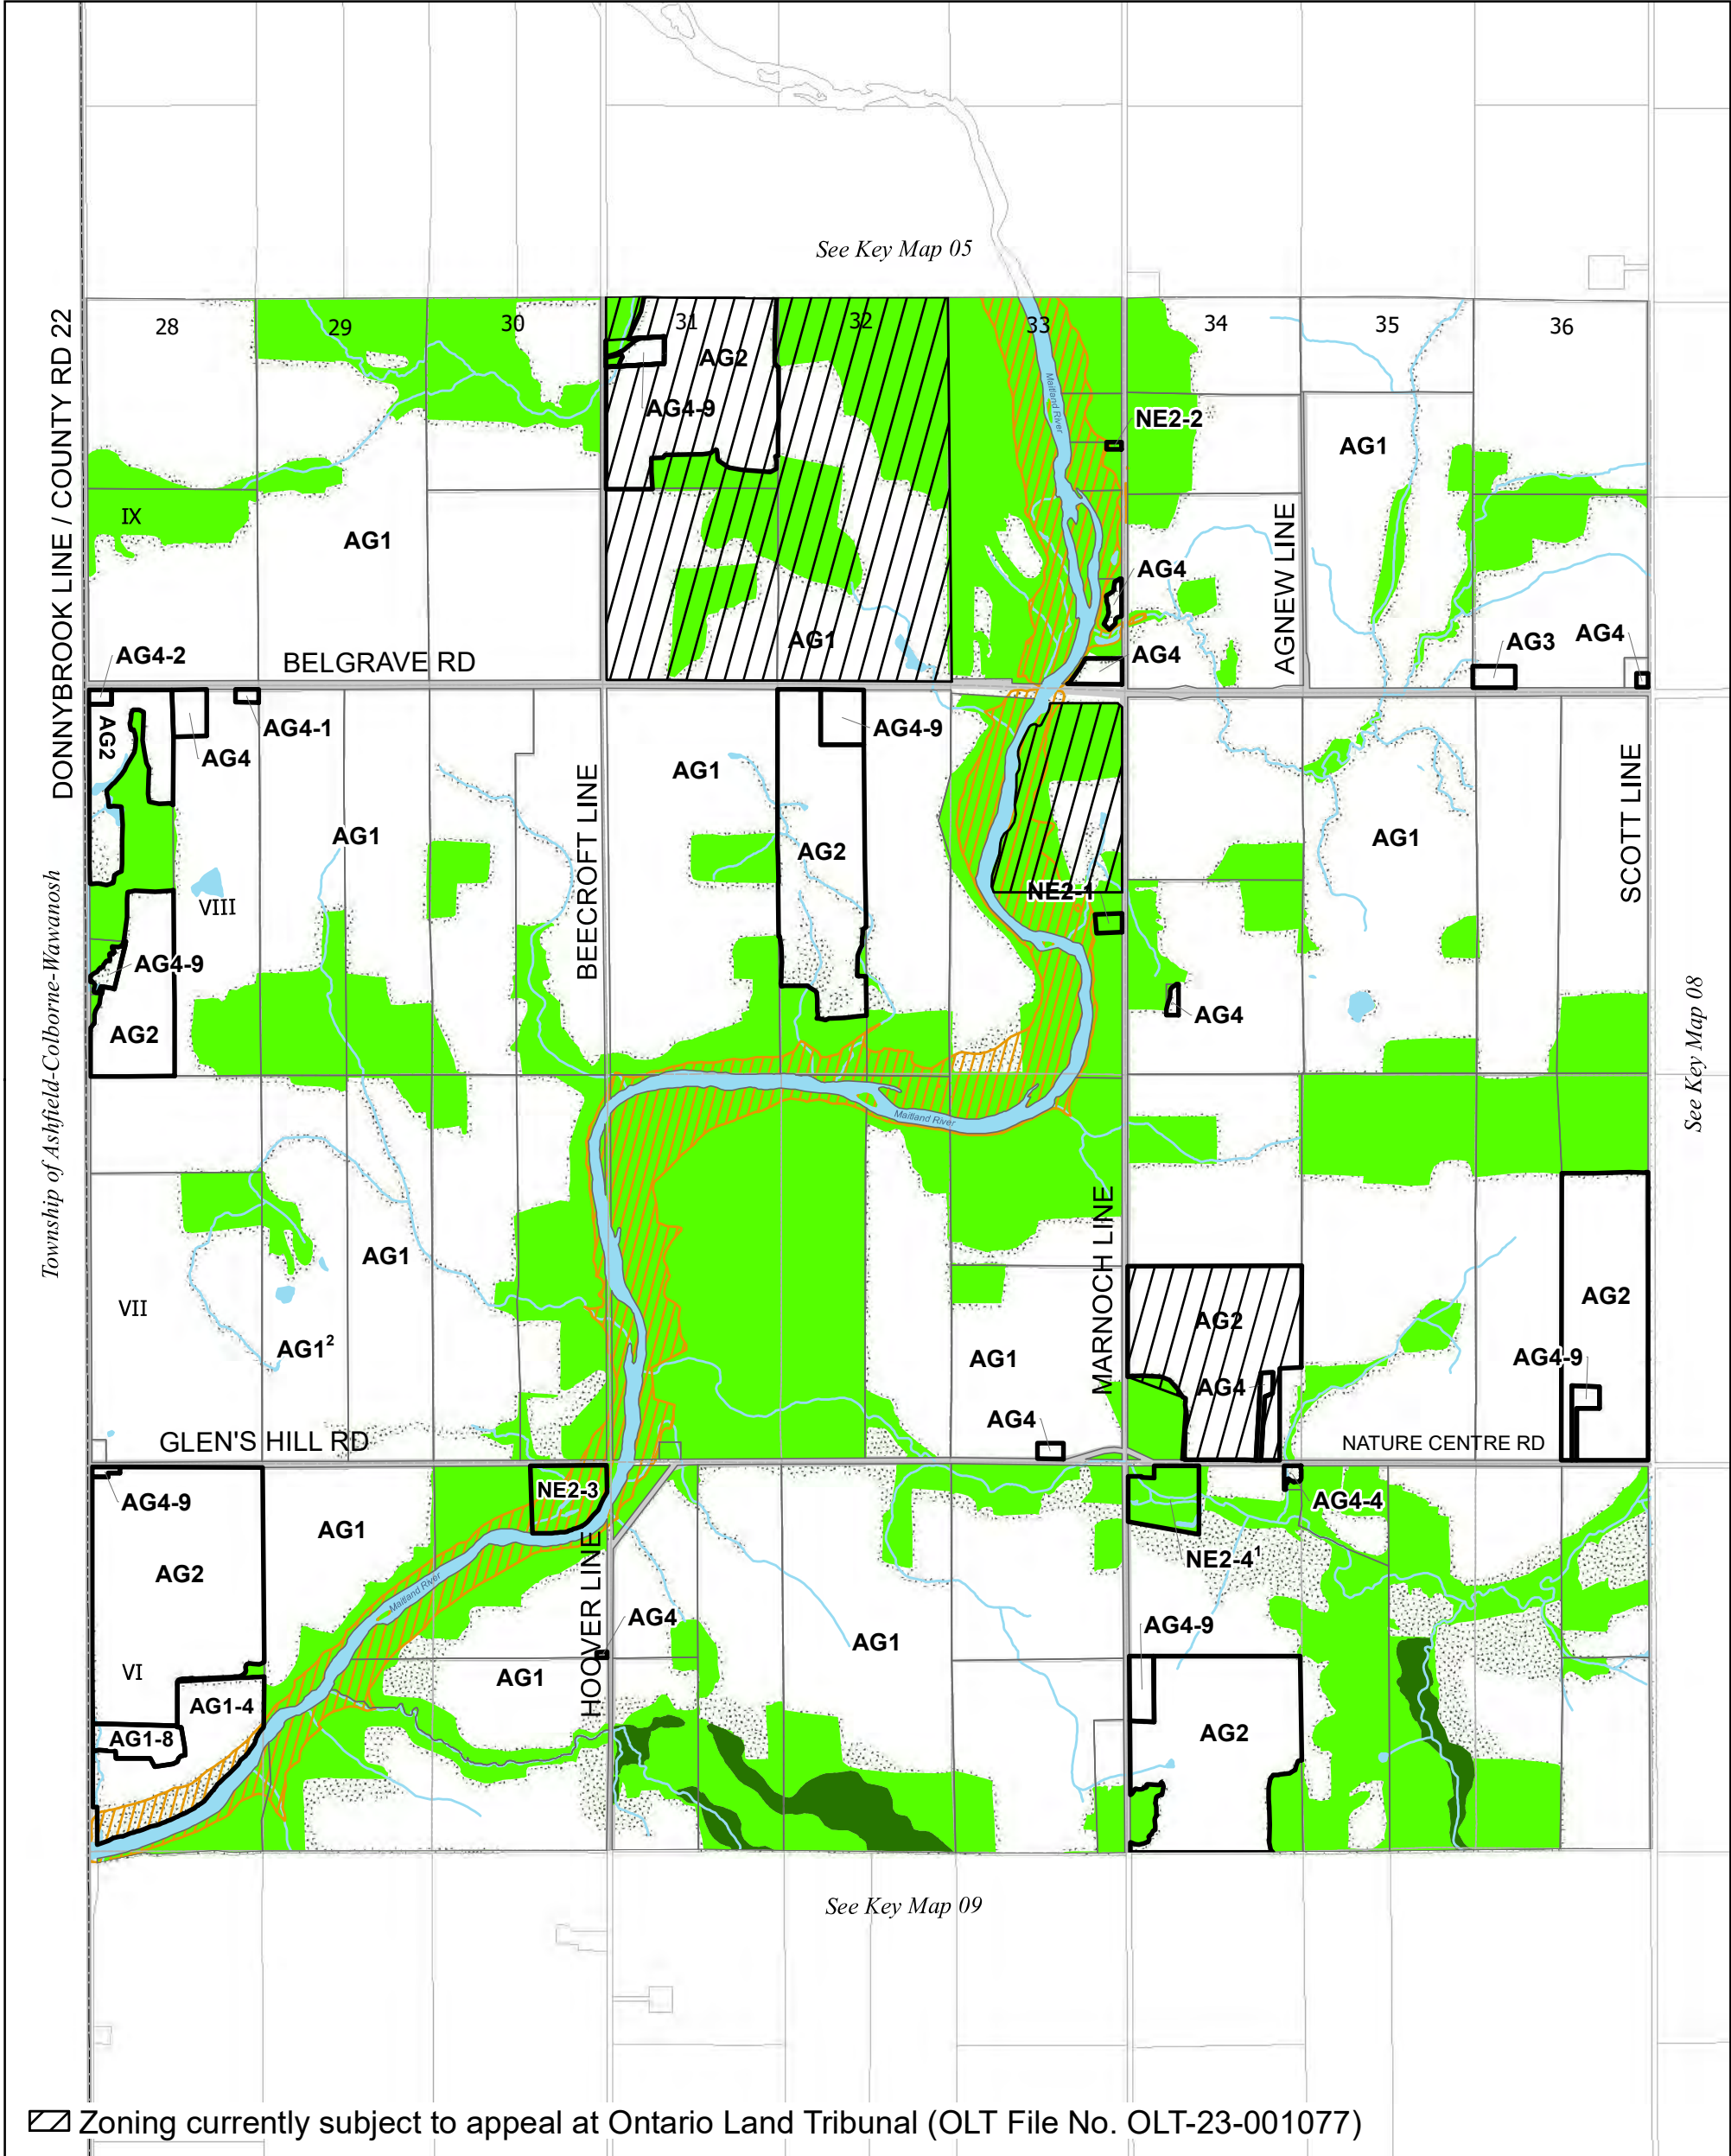 See Key Map 05
28
29
30
31
32
33
34
35
36
DONNYBROOK LINE / COUNTY RD 22
AG2
AG4-9
Maitland River
NE2-2
AG1
IX
AG1
AGNEW LINE
AG4
AG1
AG4
AG3
AG4
AG4-2
BELGRAVE RD
AG2
AG4
AG4-1
AG4-9
AG1
BEECROFT LINE
AG1
AG2
AG1
SCOTT LINE
NE2-1
VIII
AG4-9
AG2
AG4
Township of Ashfield-Colborne-Wawanosh
See Key Map 08
Maitland River
MARNOCH LINE
AG1
VII
AG1²
AG1
AG2
AG4
AG2
AG4-9
AG4
GLEN'S HILL RD
NATURE CENTRE RD
NE2-3
AG4-9
AG1
AG4-4
AG2
HOOVER LINE
NE2-4¹
Maitland River
AG4
AG1
AG4-9
VI
AG1
AG1-4
AG1-8
AG2
See Key Map 09
Zoning currently subject to appeal at Ontario Land Tribunal (OLT File No. OLT-23-001077)